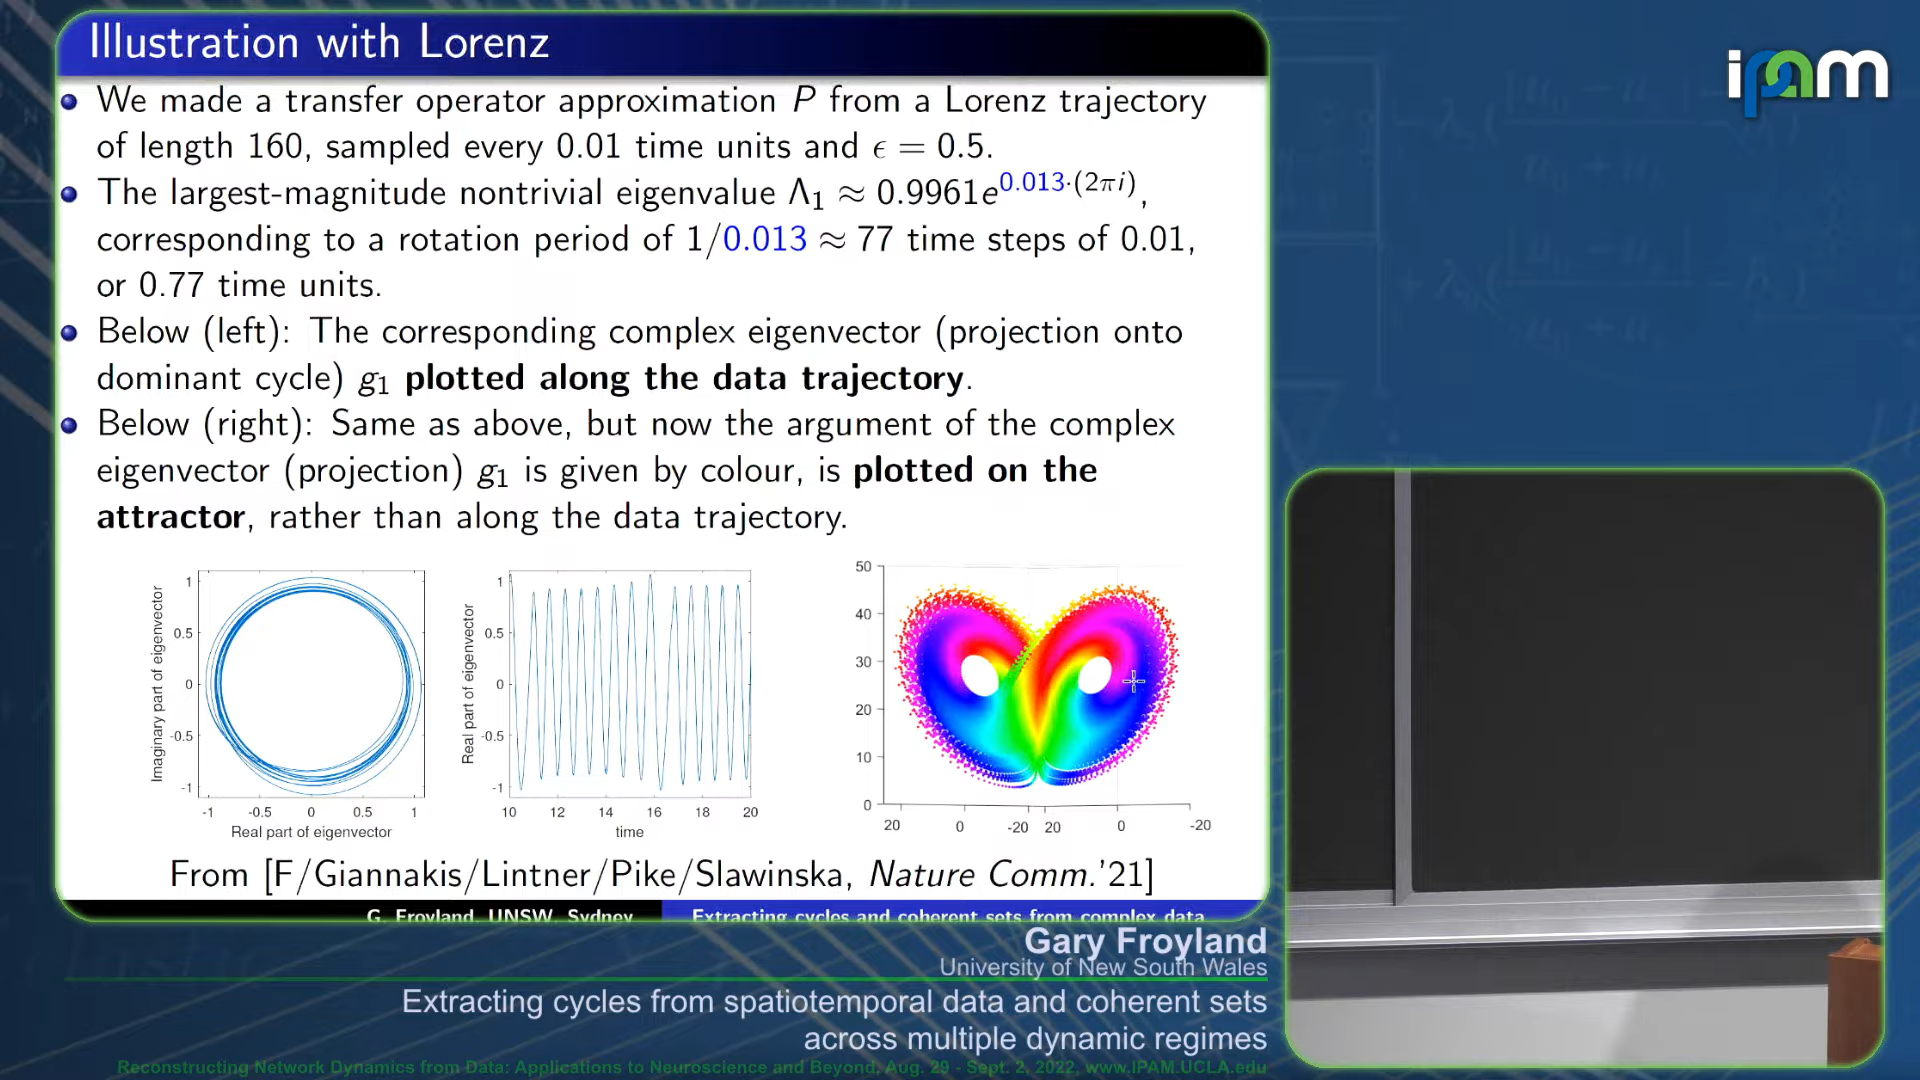 Illustration with Lorenz
We made a transfer operator approximation P from a Lorenz trajectory
of length 160, sampled every 0.01 time units and ϵ = 0.5.
The largest-magnitude nontrivial eigenvalue Λ₁ ≈ 0.9961e^{0.013·(2πi)},
corresponding to a rotation period of 1/0.013 ≈ 77 time steps of 0.01,
or 0.77 time units.
Below (left): The corresponding complex eigenvector (projection onto
dominant cycle) g₁ plotted along the data trajectory.
Below (right): Same as above, but now the argument of the complex
eigenvector (projection) g₁ is given by colour, is plotted on the
attractor, rather than along the data trajectory.
Imaginary part of eigenvector
1
0.5
0
-0.5
-1
-1 -0.5 0 0.5 1
Real part of eigenvector
Real part of eigenvector
1
0.5
0
-0.5
-1
10 12 14 16 18 20
time
50
40
30
20
10
0
20 0 -20 20 0 -20
From [F/Giannakis/Lintner/Pike/Slawinska, Nature Comm.'21]
G. Froyland, UNSW, Sydney Extracting cycles and coherent sets from complex data
ipam
Gary Froyland
University of New South Wales
Extracting cycles from spatiotemporal data and coherent sets
across multiple dynamic regimes
Reconstructing Network Dynamics from Data: Applications to Neuroscience and Beyond, Aug. 29 - Sept. 2, 2022, www.IPAM.UCLA.edu